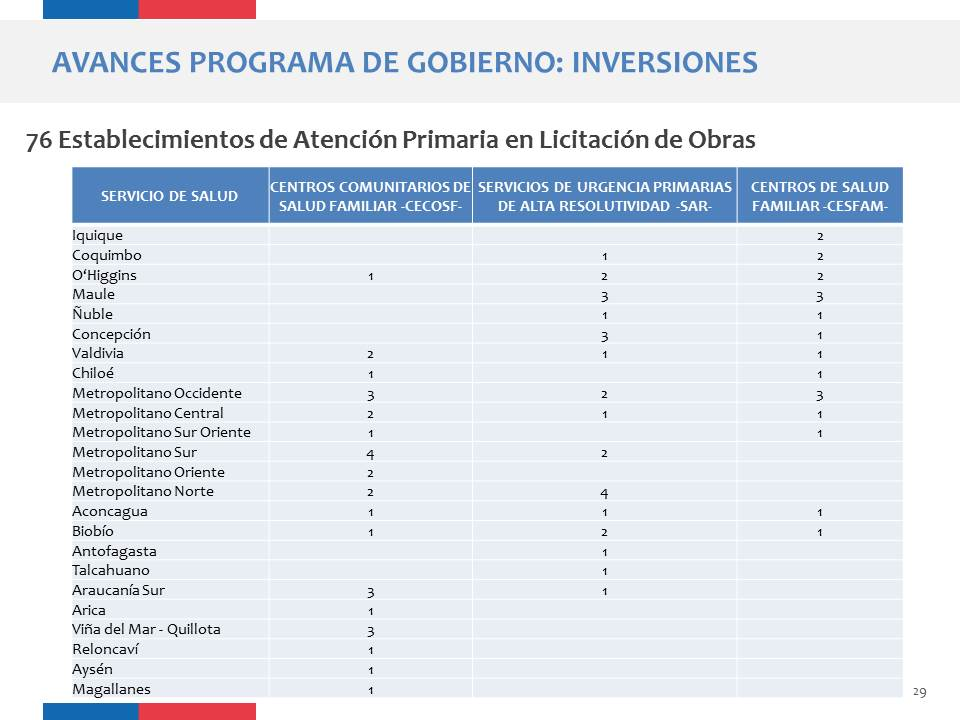 AVANCES PROGRAMA DE GOBIERNO: INVERSIONES
76 Establecimientos de Atención Primaria en Licitación de Obras
SERVICIO DE SALUD CENTROS COMUNITARIOS DE SALUD FAMILIAR -CECOSF- SERVICIOS DE URGENCIA PRIMARIAS DE ALTA RESOLUTIVIDAD -SAR- CENTROS DE SALUD FAMILIAR -CESFAM-
Iquique 2
Coquimbo 1 2
O‘Higgins 1 2 2
Maule 3 3
Ñuble 1 1
Concepción 3 1
Valdivia 2 1 1
Chiloé 1 1
Metropolitano Occidente 3 2 3
Metropolitano Central 2 1 1
Metropolitano Sur Oriente 1 1
Metropolitano Sur 4 2
Metropolitano Oriente 2
Metropolitano Norte 2 4
Aconcagua 1 1 1
Biobío 1 2 1
Antofagasta 1
Talcahuano 1
Araucanía Sur 3 1
Arica 1
Viña del Mar - Quillota 3
Reloncaví 1
Aysén 1
Magallanes 1
29